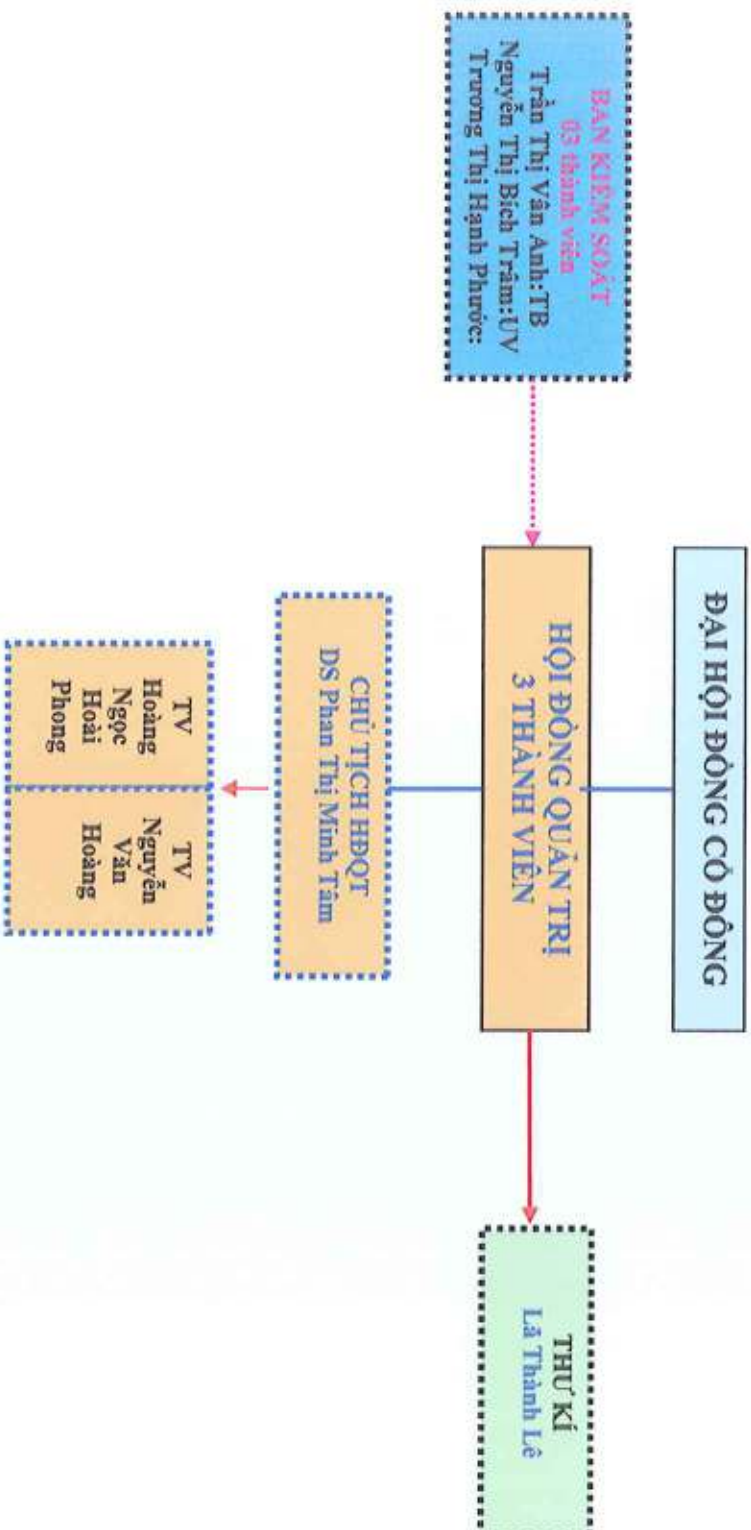 ĐẠI HỘI ĐỒNG CỔ ĐÔNG
BAN KIỂM SOÁT
03 thành viên
Trần Thị Vân Anh:TB
Nguyễn Thị Bích Trâm:UV
Trương Thị Hạnh Phước:
HỘI ĐỒNG QUẢN TRỊ
3 THÀNH VIÊN
THƯ KÍ
Lã Thành Lê
CHỦ TỊCH HĐQT
DS Phan Thị Minh Tâm
TV
Hoàng
Ngọc
Hoài
Phong
TV
Nguyễn
Văn
Hoàng